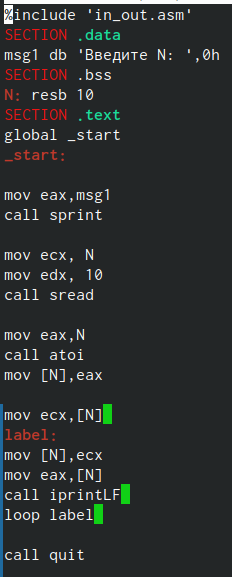 %include 'in_out.asm'
SECTION .data
msg1 db 'Введите N: ',0h
SECTION .bss
N: resb 10
SECTION .text
global _start
_start:
mov eax,msg1
call sprint
mov ecx, N
mov edx, 10
call sread
mov eax,N
call atoi
mov [N],eax
mov ecx,[N]
label:
mov [N],ecx
mov eax,[N]
call iprintLF
loop label
call quit